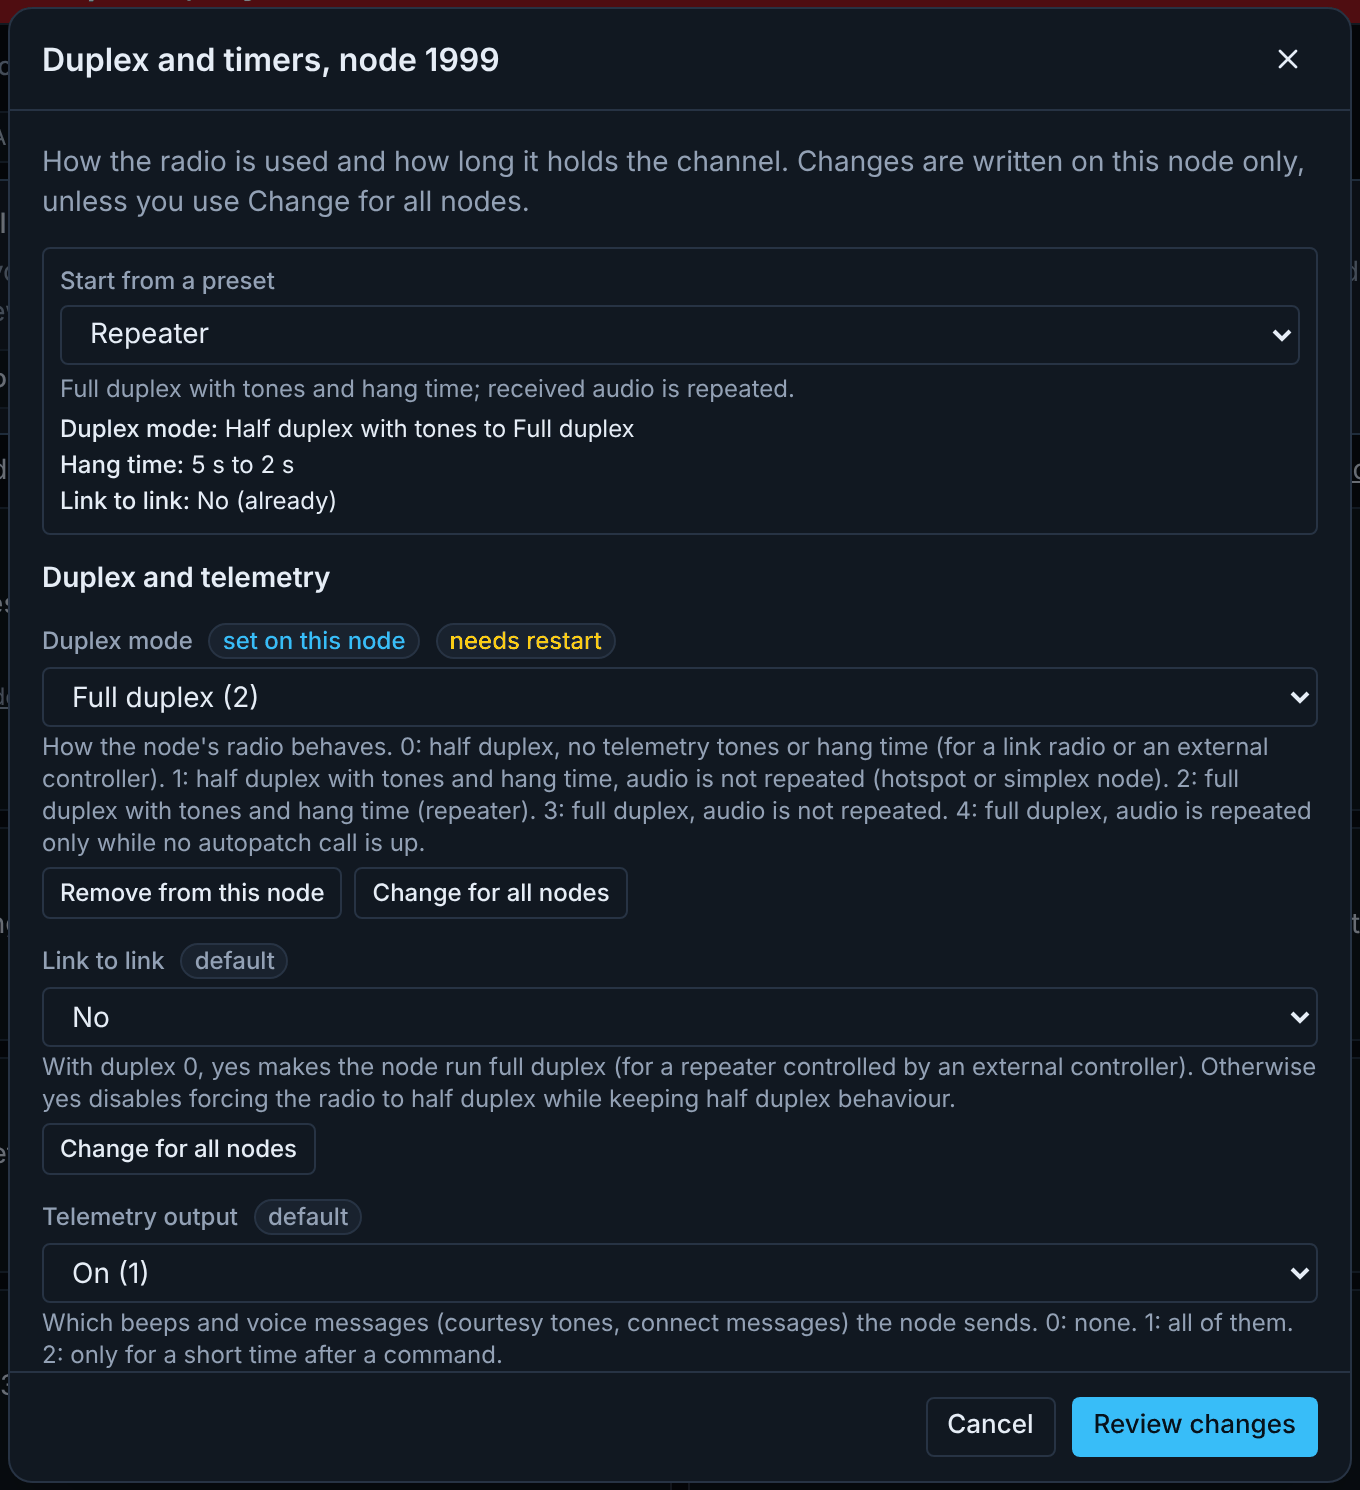 Duplex and timers, node 1999
How the radio is used and how long it holds the channel. Changes are written on this node only,
unless you use Change for all nodes.
Start from a preset
Repeater
Full duplex with tones and hang time; received audio is repeated.
Duplex mode: Half duplex with tones to Full duplex
Hang time: 5 s to 2 s
Link to link: No (already)
Duplex and telemetry
Duplex mode set on this node needs restart
Full duplex (2)
How the node's radio behaves. 0: half duplex, no telemetry tones or hang time (for a link radio or an external
controller). 1: half duplex with tones and hang time, audio is not repeated (hotspot or simplex node). 2: full
duplex with tones and hang time (repeater). 3: full duplex, audio is not repeated. 4: full duplex, audio is repeated
only while no autopatch call is up.
Remove from this node Change for all nodes
Link to link default
No
With duplex 0, yes makes the node run full duplex (for a repeater controlled by an external controller). Otherwise
yes disables forcing the radio to half duplex while keeping half duplex behaviour.
Change for all nodes
Telemetry output default
On (1)
Which beeps and voice messages (courtesy tones, connect messages) the node sends. 0: none. 1: all of them.
2: only for a short time after a command.
Cancel Review changes